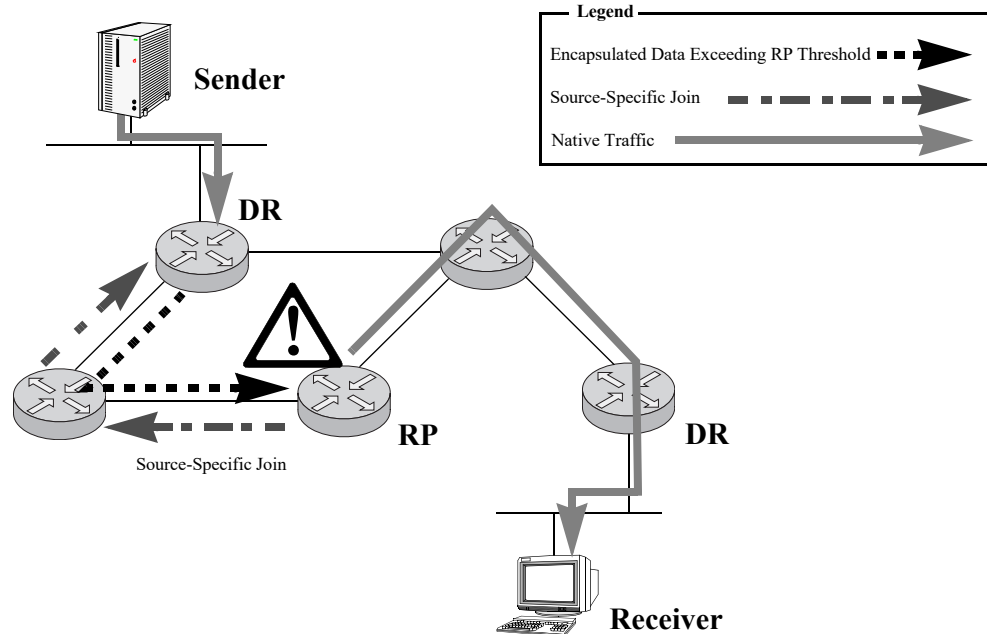 Legend
Encapsulated Data Exceeding RP Threshold
Source-Specific Join
Native Traffic
Sender
DR
!
RP
DR
Source-Specific Join
Receiver